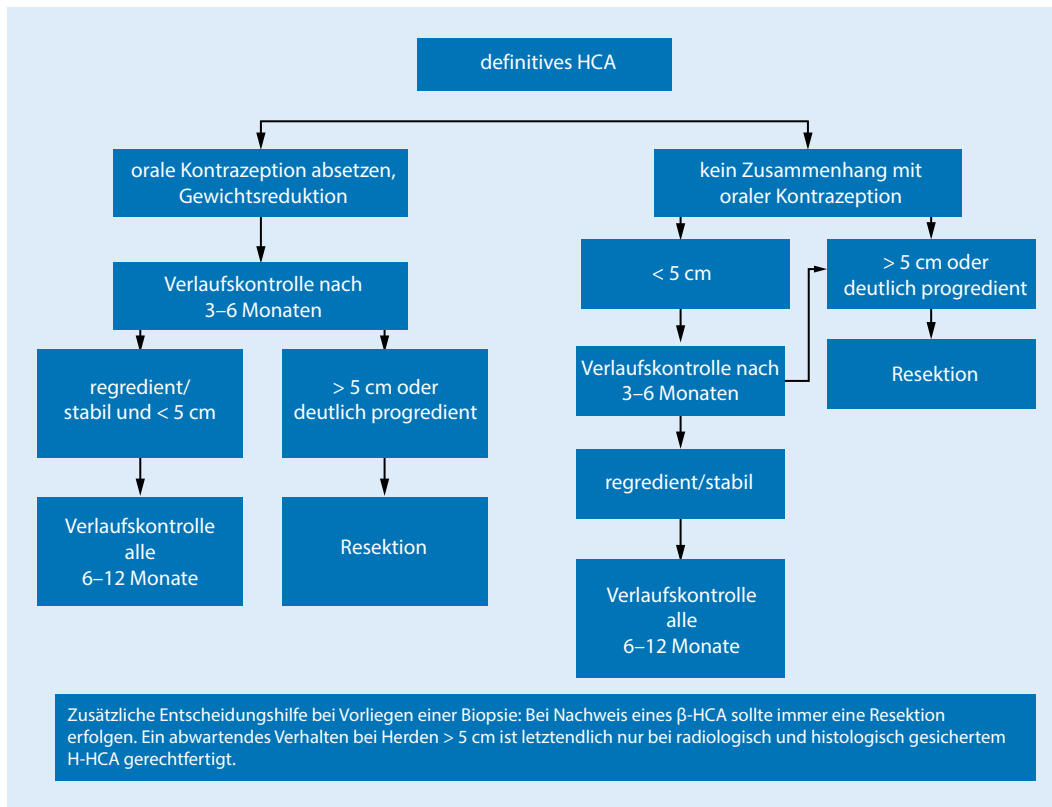 definitives HCA
orale Kontrazeption absetzen,
Gewichtsreduktion
kein Zusammenhang mit
oraler Kontrazeption
Verlaufskontrolle nach
3–6 Monaten
< 5 cm
> 5 cm oder
deutlich progredient
regredient/
stabil und < 5 cm
> 5 cm oder
deutlich progredient
Verlaufskontrolle nach
3–6 Monaten
Resektion
Verlaufskontrolle
alle
6–12 Monate
Resektion
regredient/stabil
Verlaufskontrolle
alle
6–12 Monate
Zusätzliche Entscheidungshilfe bei Vorliegen einer Biopsie: Bei Nachweis eines β-HCA sollte immer eine Resektion
erfolgen. Ein abwartendes Verhalten bei Herden > 5 cm ist letztendlich nur bei radiologisch und histologisch gesichertem
H-HCA gerechtfertigt.